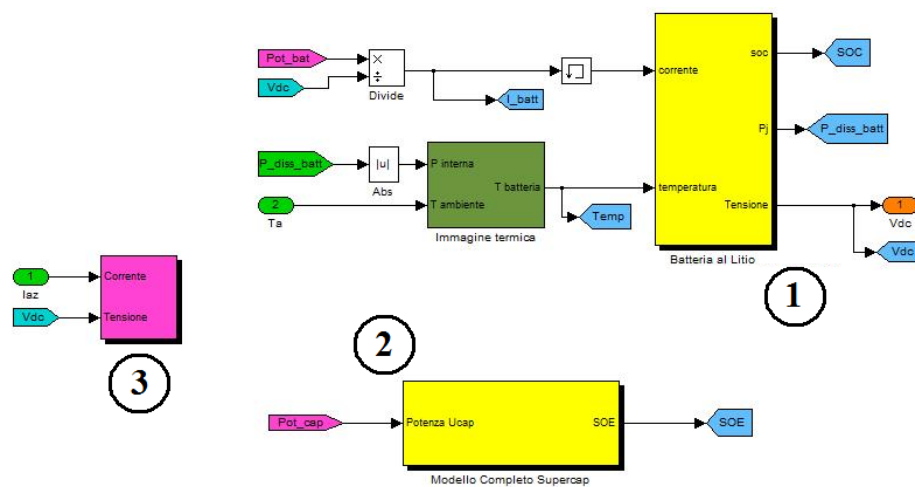 Pot_bat
Vdc
×
÷
Divide
I_batt
corrente
soc
SOC
Pj
P_diss_batt
P_diss_batt
|u|
Abs
P interna
T batteria
T ambiente
2
Ta
Immagine termica
Temp
temperatura
Tensione
1
Vdc
Vdc
Batteria al Litio
1
1
Iaz
Corrente
Vdc
Tensione
3
2
Pot_cap
Potenza Ucap
SOE
SOE
Modello Completo Supercap